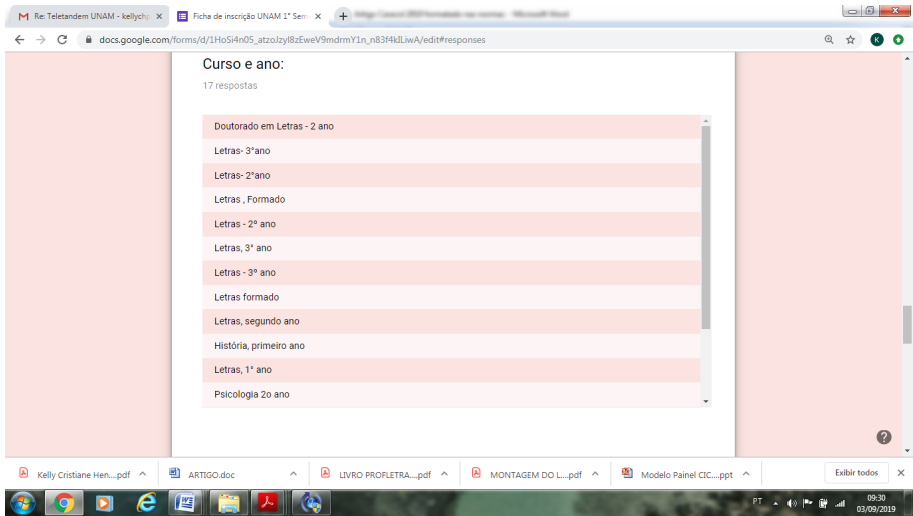 Re: Teletandem UNAM - kellychp
Ficha de inscrição UNAM 1° Sem
docs.google.com/forms/d/1HoSi4n05_atzoJzyl8zEweV9mdrmY1n_n83f4kILiwA/edit#responses
K
Curso e ano:
17 respostas
Doutorado em Letras - 2 ano
Letras- 3°ano
Letras- 2°ano
Letras , Formado
Letras - 2º ano
Letras, 3° ano
Letras - 3º ano
Letras formado
Letras, segundo ano
História, primeiro ano
Letras, 1° ano
Psicologia 2o ano
Kelly Cristiane Hen....pdf
ARTIGO.doc
LIVRO PROFLETRA....pdf
MONTAGEM DO L....pdf
Modelo Painel CIC....ppt
Exibir todos
PT
09:30
03/09/2019